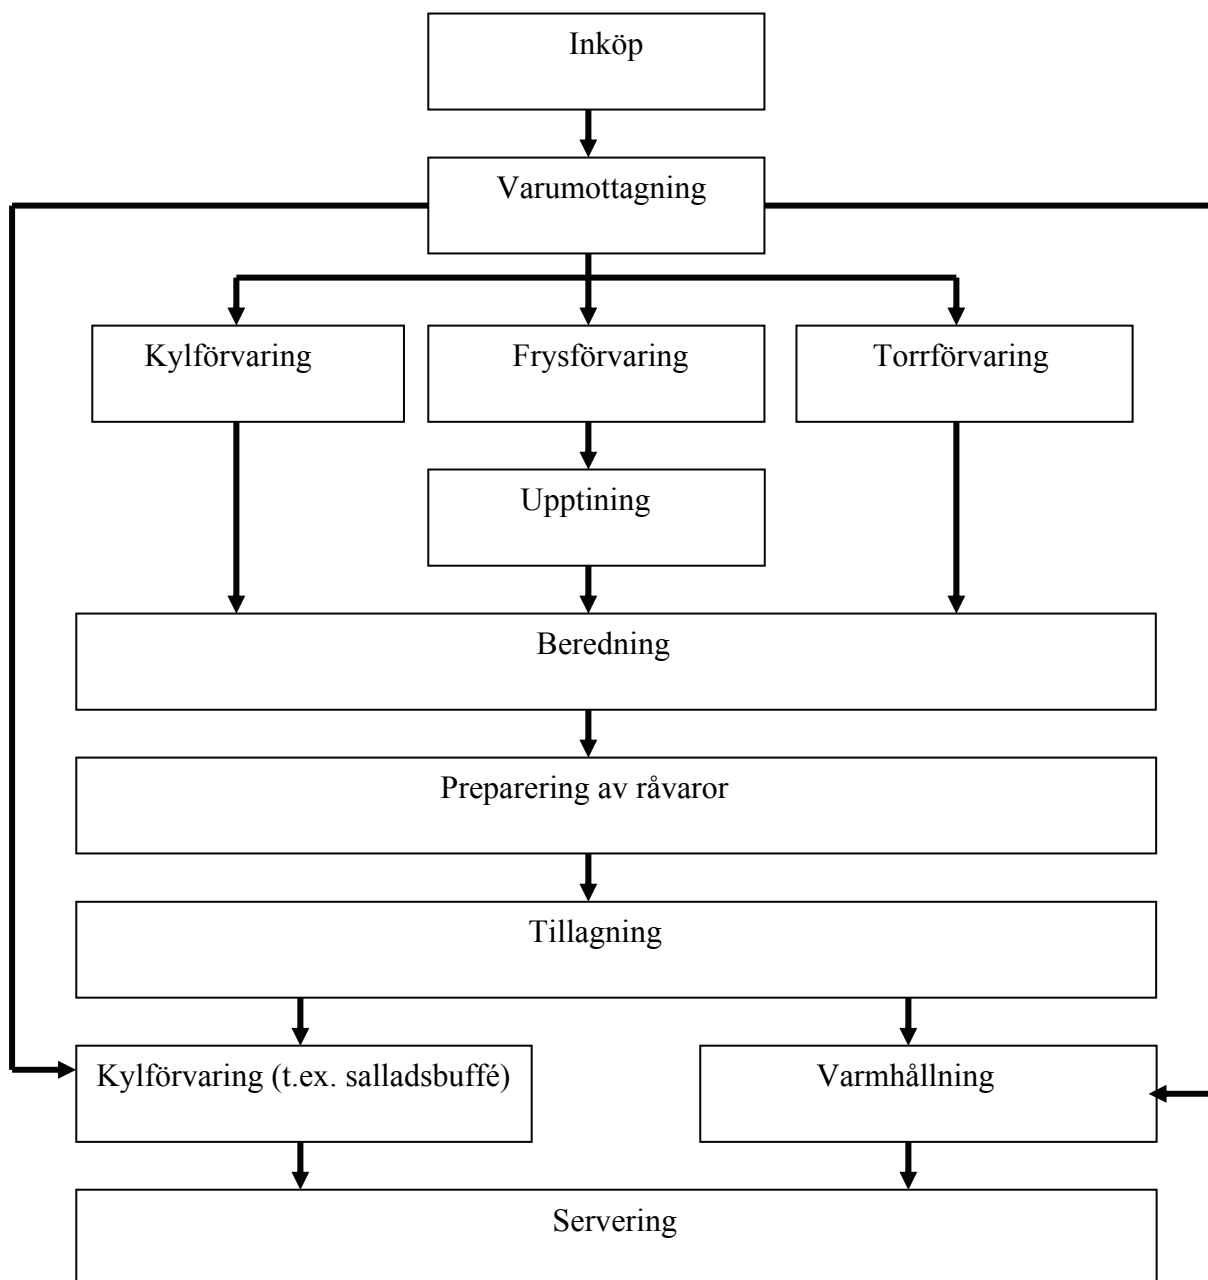 Inköp
Varumottagning
Kylförvaring
Frysförvaring
Torrförvaring
Upptining
Beredning
Preparering av råvaror
Tillagning
Kylförvaring (t.ex. salladsbuffé)
Varmhållning
Servering